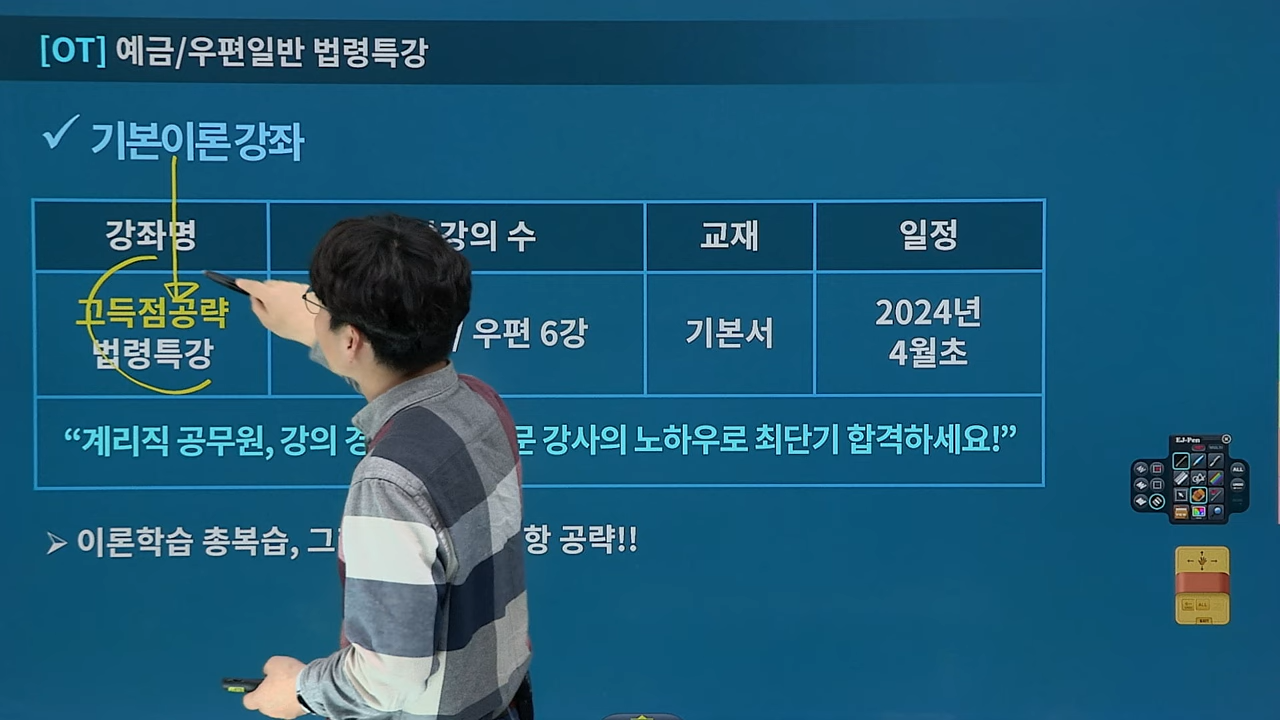 [OT] 예금/우편일반 법령특강
✓ 기본이론 강좌
강좌명
강의 수
교재
일정
고득점공략
법령특강
/ 우편 6강
기본서
2024년
4월초
“계리직 공무원, 강의 강사의 노하우로 최단기 합격하세요!”
➢ 이론학습 총복습, 항 공략!!
EJ-Pen
ALL
EXIT